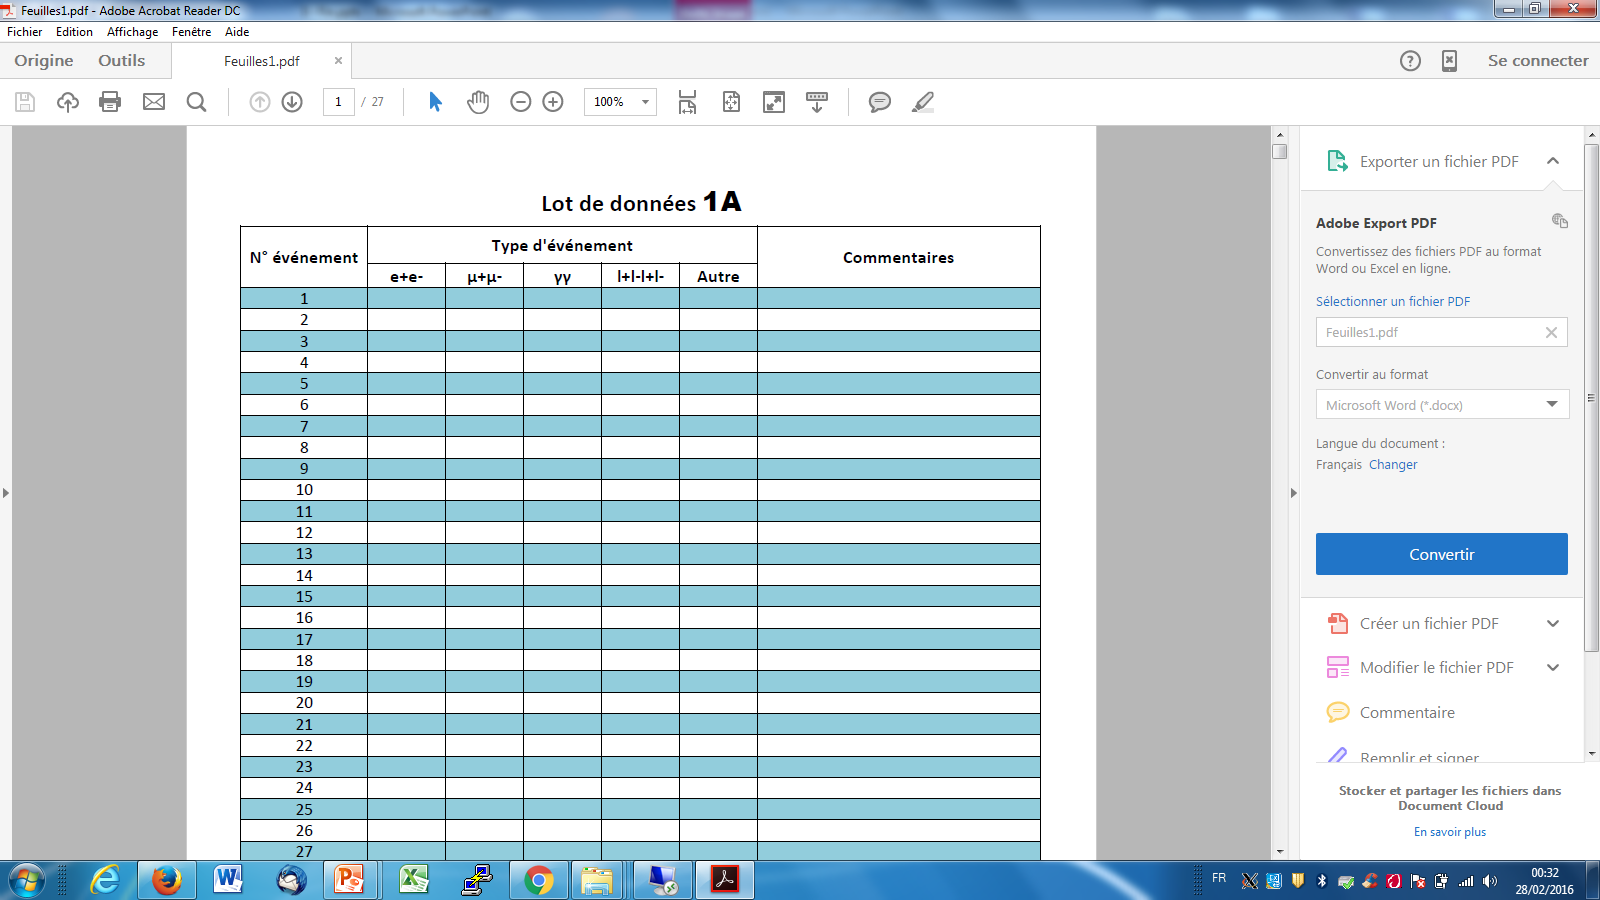 Feuilles1.pdf - Adobe Acrobat Reader DC
Fichier Edition Affichage Fenêtre Aide
Origine Outils Feuilles1.pdf × Se connecter
1 / 27 100%
Lot de données 1A
N° événement Type d'événement Commentaires
e+e- μ+μ- γγ l+l-l+l- Autre
1
2
3
4
5
6
7
8
9
10
11
12
13
14
15
16
17
18
19
20
21
22
23
24
25
26
27
Exporter un fichier PDF
Adobe Export PDF
Convertissez des fichiers PDF au format
Word ou Excel en ligne.
Sélectionner un fichier PDF
Feuilles1.pdf
Convertir au format
Microsoft Word (*.docx)
Langue du document :
Français Changer
Convertir
Créer un fichier PDF
Modifier le fichier PDF
Commentaire
Remplir et signer
Stocker et partager les fichiers dans
Document Cloud
En savoir plus
FR
00:32
28/02/2016